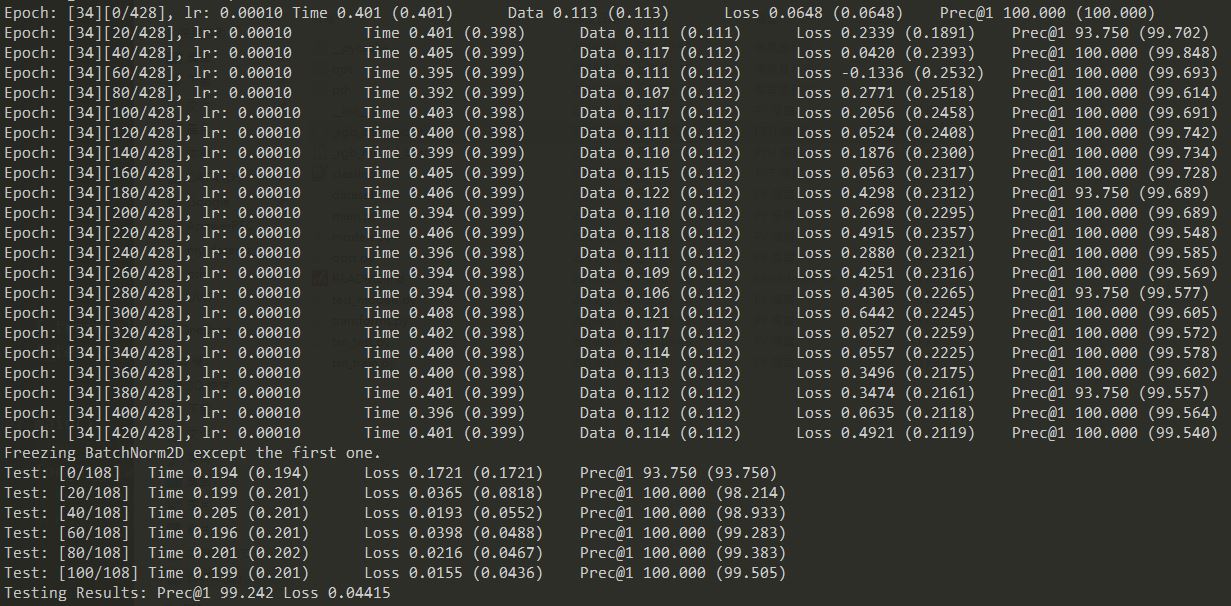 Epoch: [34][0/428], lr: 0.00010 Time 0.401 (0.401) Data 0.113 (0.113) Loss 0.0648 (0.0648) Prec@1 100.000 (100.000)
Epoch: [34][20/428], lr: 0.00010 Time 0.401 (0.398) Data 0.111 (0.111) Loss 0.2339 (0.1891) Prec@1 93.750 (99.702)
Epoch: [34][40/428], lr: 0.00010 Time 0.405 (0.399) Data 0.117 (0.112) Loss 0.0420 (0.2393) Prec@1 100.000 (99.848)
Epoch: [34][60/428], lr: 0.00010 Time 0.395 (0.399) Data 0.111 (0.112) Loss -0.1336 (0.2532) Prec@1 100.000 (99.693)
Epoch: [34][80/428], lr: 0.00010 Time 0.392 (0.399) Data 0.107 (0.112) Loss 0.2771 (0.2518) Prec@1 100.000 (99.614)
Epoch: [34][100/428], lr: 0.00010 Time 0.403 (0.398) Data 0.117 (0.112) Loss 0.2056 (0.2458) Prec@1 100.000 (99.691)
Epoch: [34][120/428], lr: 0.00010 Time 0.400 (0.398) Data 0.111 (0.112) Loss 0.0524 (0.2408) Prec@1 100.000 (99.742)
Epoch: [34][140/428], lr: 0.00010 Time 0.399 (0.399) Data 0.110 (0.112) Loss 0.1876 (0.2300) Prec@1 100.000 (99.734)
Epoch: [34][160/428], lr: 0.00010 Time 0.405 (0.399) Data 0.115 (0.112) Loss 0.0563 (0.2317) Prec@1 100.000 (99.728)
Epoch: [34][180/428], lr: 0.00010 Time 0.406 (0.399) Data 0.122 (0.112) Loss 0.4298 (0.2312) Prec@1 93.750 (99.689)
Epoch: [34][200/428], lr: 0.00010 Time 0.394 (0.399) Data 0.110 (0.112) Loss 0.2698 (0.2295) Prec@1 100.000 (99.689)
Epoch: [34][220/428], lr: 0.00010 Time 0.406 (0.399) Data 0.118 (0.112) Loss 0.4915 (0.2357) Prec@1 100.000 (99.548)
Epoch: [34][240/428], lr: 0.00010 Time 0.396 (0.398) Data 0.111 (0.112) Loss 0.2880 (0.2321) Prec@1 100.000 (99.585)
Epoch: [34][260/428], lr: 0.00010 Time 0.394 (0.398) Data 0.109 (0.112) Loss 0.4251 (0.2316) Prec@1 100.000 (99.569)
Epoch: [34][280/428], lr: 0.00010 Time 0.394 (0.398) Data 0.106 (0.112) Loss 0.4305 (0.2265) Prec@1 93.750 (99.577)
Epoch: [34][300/428], lr: 0.00010 Time 0.408 (0.398) Data 0.121 (0.112) Loss 0.6442 (0.2245) Prec@1 100.000 (99.605)
Epoch: [34][320/428], lr: 0.00010 Time 0.402 (0.398) Data 0.117 (0.112) Loss 0.0527 (0.2259) Prec@1 100.000 (99.572)
Epoch: [34][340/428], lr: 0.00010 Time 0.400 (0.398) Data 0.114 (0.112) Loss 0.0557 (0.2225) Prec@1 100.000 (99.578)
Epoch: [34][360/428], lr: 0.00010 Time 0.400 (0.398) Data 0.113 (0.112) Loss 0.3496 (0.2175) Prec@1 100.000 (99.602)
Epoch: [34][380/428], lr: 0.00010 Time 0.401 (0.399) Data 0.112 (0.112) Loss 0.3474 (0.2161) Prec@1 93.750 (99.557)
Epoch: [34][400/428], lr: 0.00010 Time 0.396 (0.399) Data 0.112 (0.112) Loss 0.0635 (0.2118) Prec@1 100.000 (99.564)
Epoch: [34][420/428], lr: 0.00010 Time 0.401 (0.399) Data 0.114 (0.112) Loss 0.4921 (0.2119) Prec@1 100.000 (99.540)
Freezing BatchNorm2D except the first one.
Test: [0/108] Time 0.194 (0.194) Loss 0.1721 (0.1721) Prec@1 93.750 (93.750)
Test: [20/108] Time 0.199 (0.201) Loss 0.0365 (0.0818) Prec@1 100.000 (98.214)
Test: [40/108] Time 0.205 (0.201) Loss 0.0193 (0.0552) Prec@1 100.000 (98.933)
Test: [60/108] Time 0.196 (0.201) Loss 0.0398 (0.0488) Prec@1 100.000 (99.283)
Test: [80/108] Time 0.201 (0.202) Loss 0.0216 (0.0467) Prec@1 100.000 (99.383)
Test: [100/108] Time 0.199 (0.201) Loss 0.0155 (0.0436) Prec@1 100.000 (99.505)
Testing Results: Prec@1 99.242 Loss 0.04415